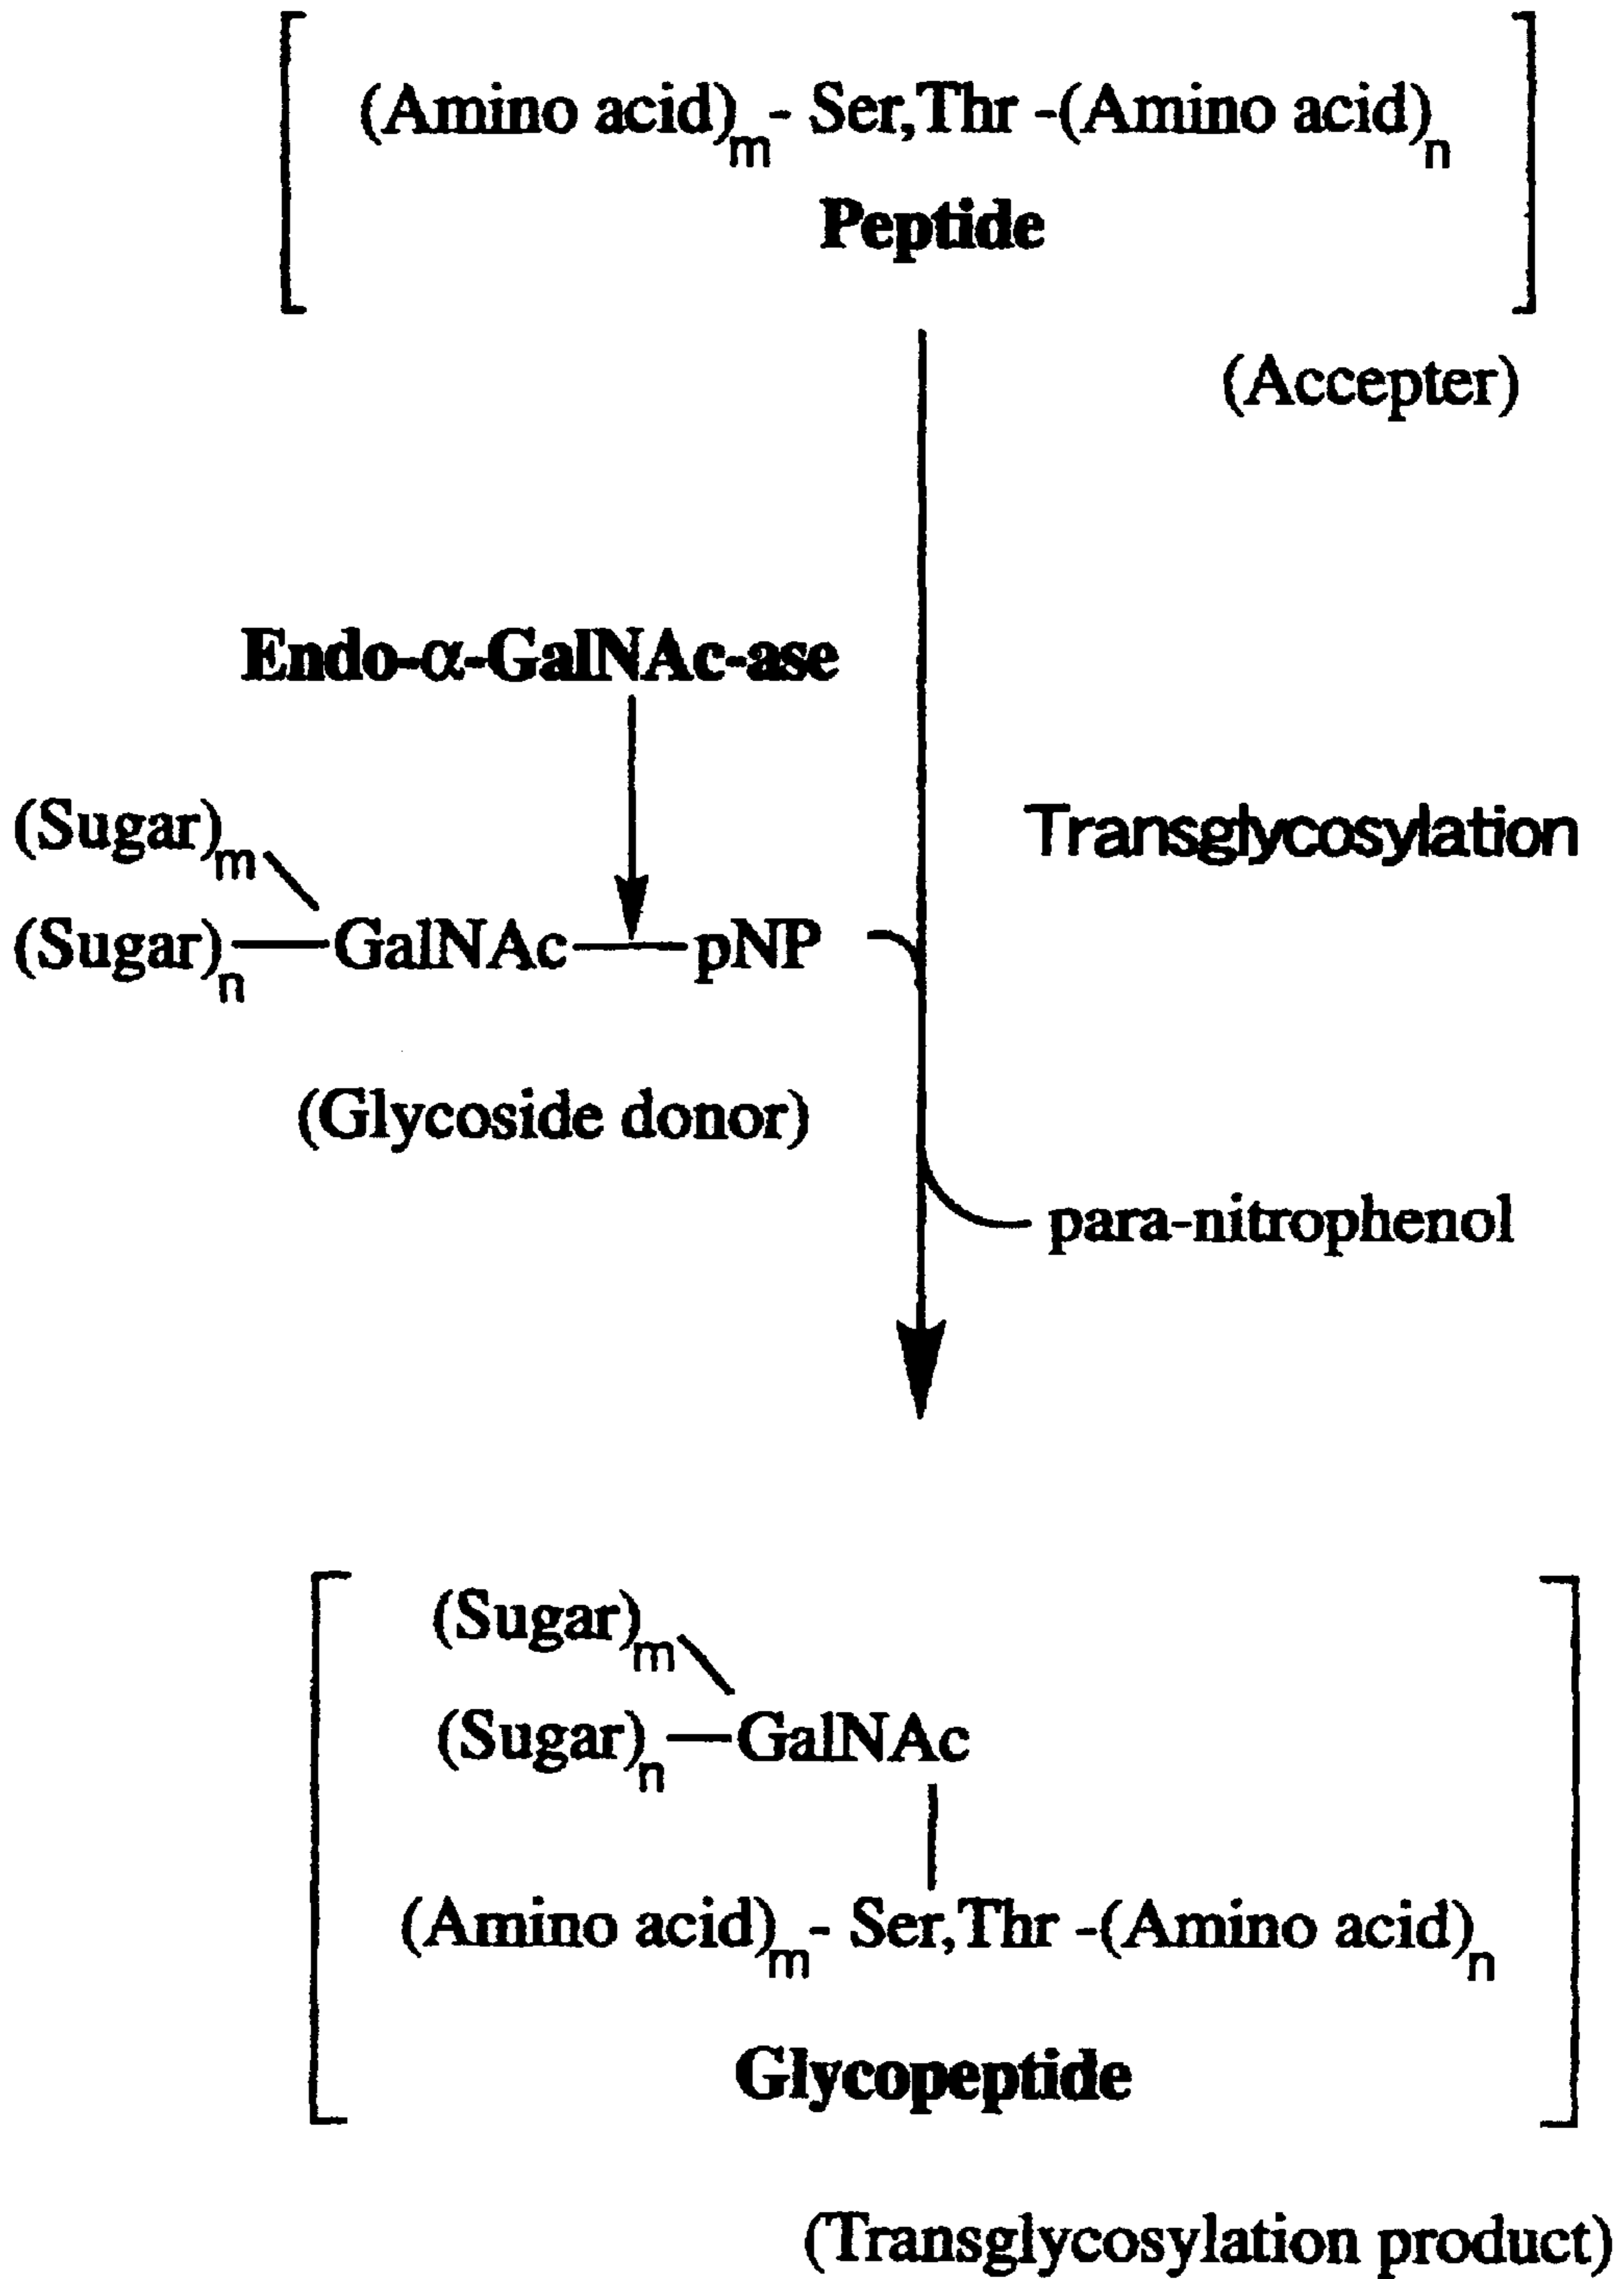 (Amino acid)m- Ser,Thr -(Amino acid)n
Peptide
(Accepter)
Endo-α-GalNAc-ase
(Sugar)m
Transglycosylation
(Sugar)n—GalNAc—pNP
(Glycoside donor)
para-nitrophenol
(Sugar)m
(Sugar)n—GalNAc
(Amino acid)m- Ser,Thr -(Amino acid)n
Glycopeptide
(Transglycosylation product)